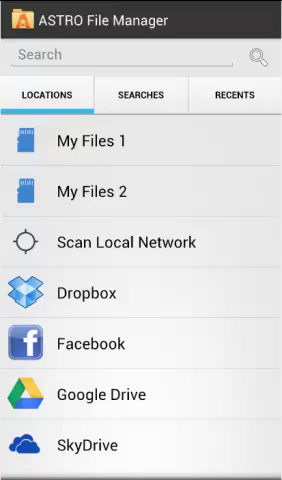 ASTRO File Manager
Search
LOCATIONS SEARCHES RECENTS
My Files 1
My Files 2
Scan Local Network
Dropbox
Facebook
Google Drive
SkyDrive